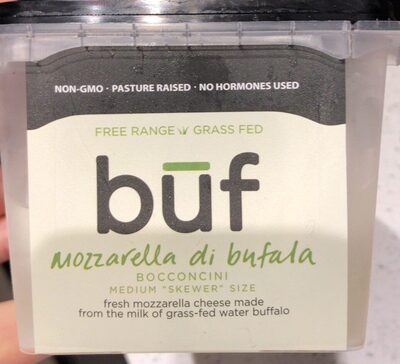 NON-GMO · PASTURE RAISED · NO HORMONES USED
FREE RANGE GRASS FED
būf
mozzarella di bufala
BOCCONCINI
MEDIUM "SKEWER" SIZE
fresh mozzarella cheese made
from the milk of grass-fed water buffalo